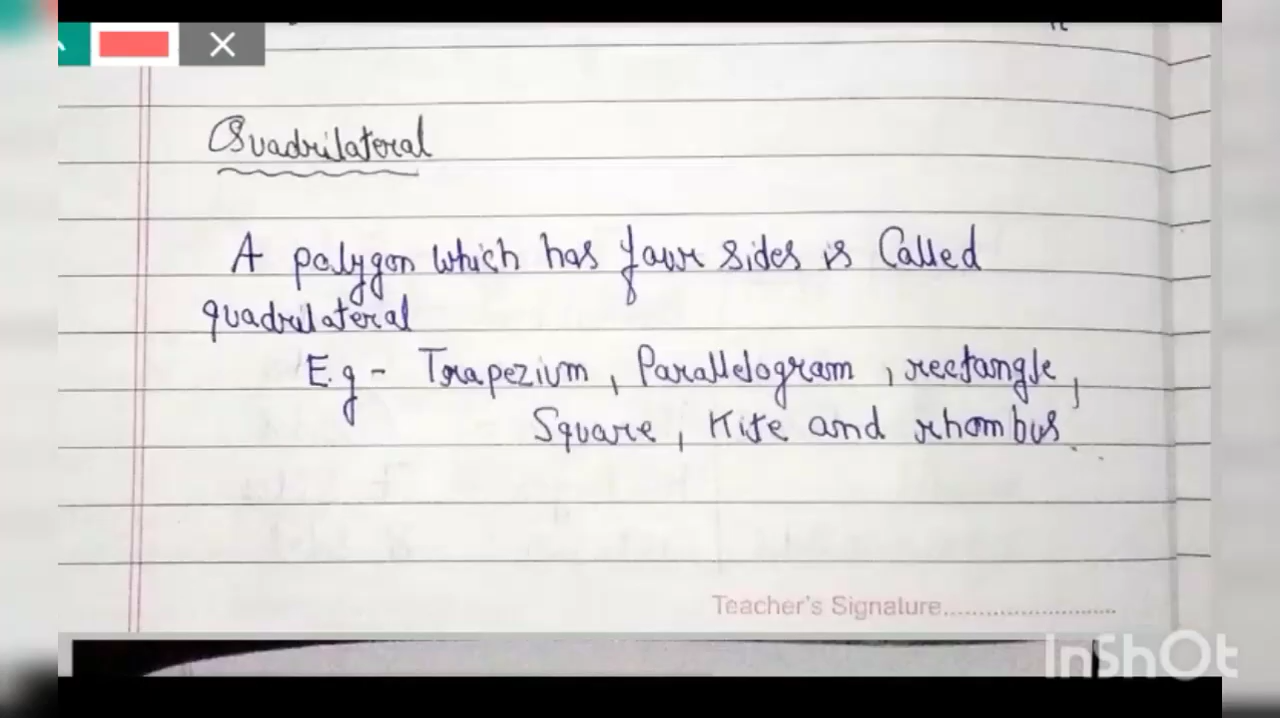 Quadrilateral
A polygon which has four sides is Called
quadrilateral
E.g - Trapezium, Parallelogram, rectangle,
Square, Kite and rhombus.
Teacher's Signature..........................
InShOt